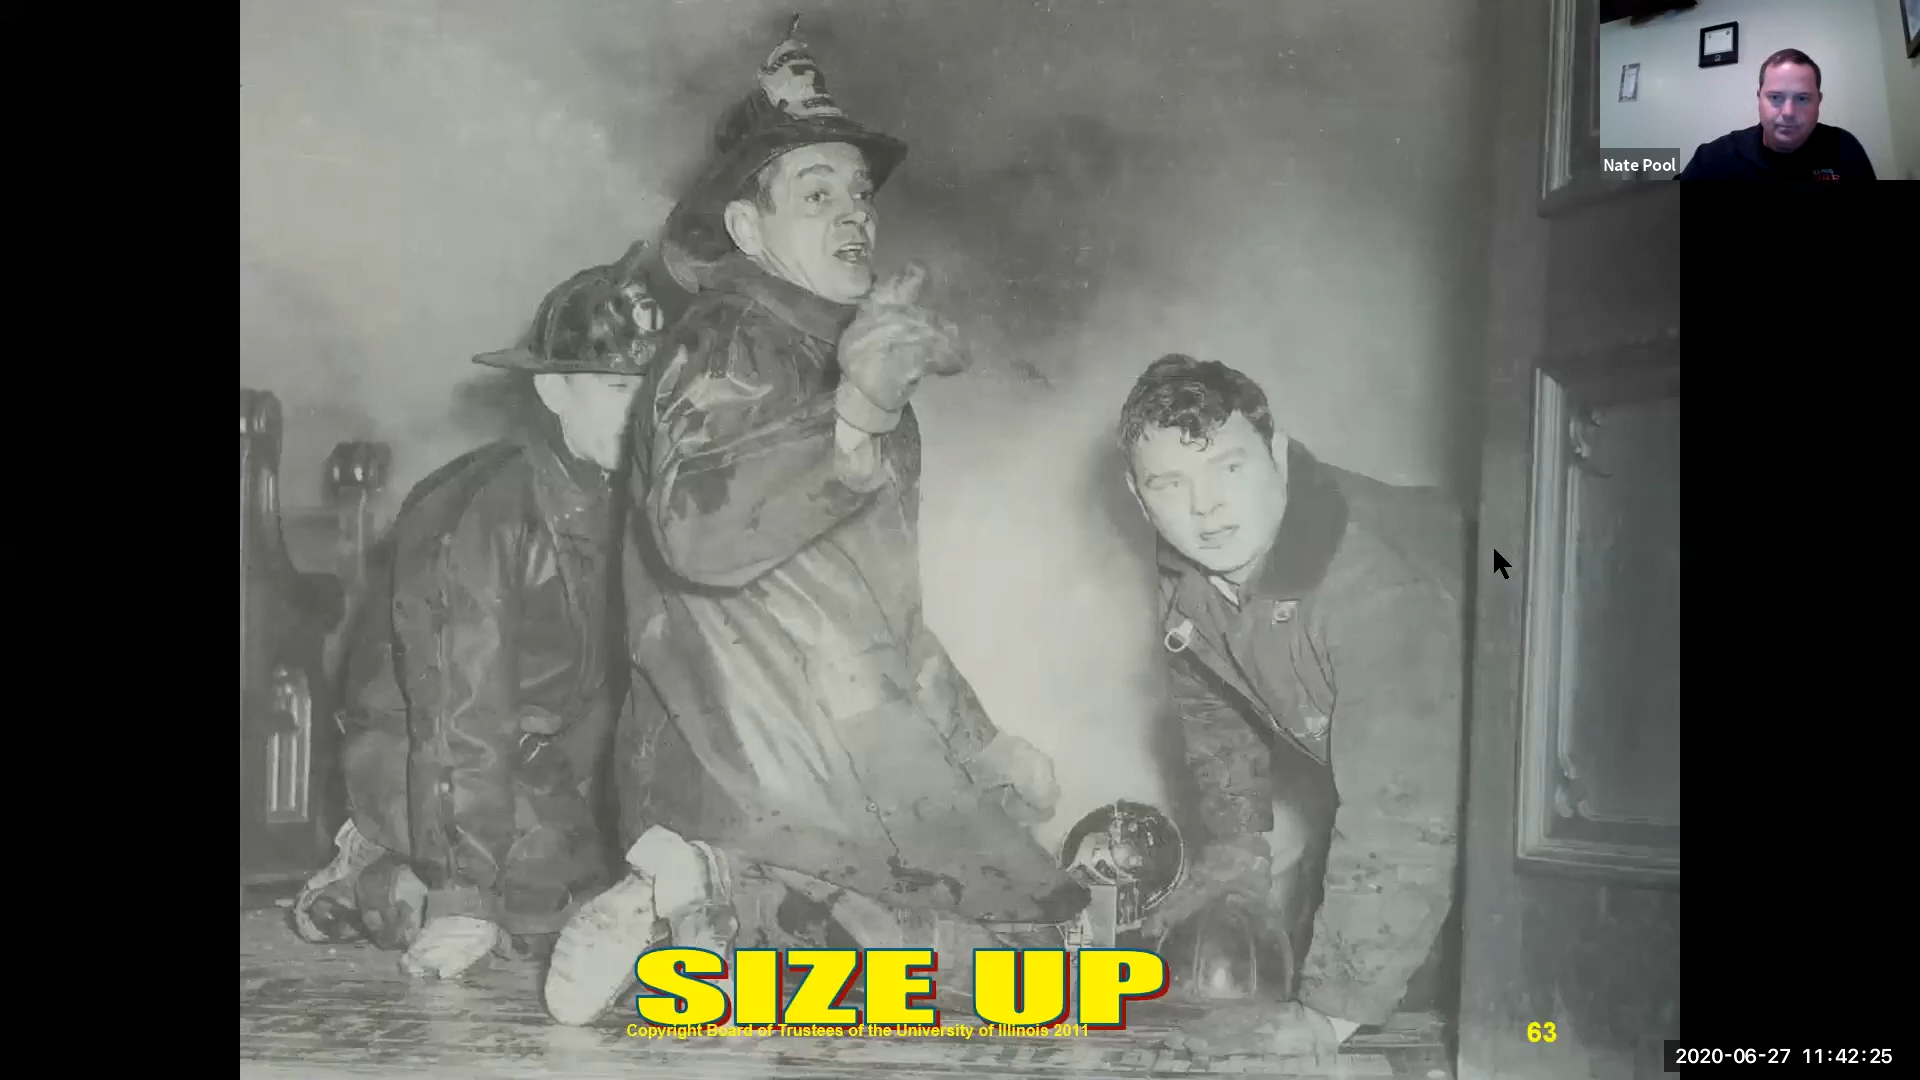 Nate Pool
SIZE UP
Copyright Board of Trustees of the University of Illinois 2011
63
2020-06-27 11:42:25